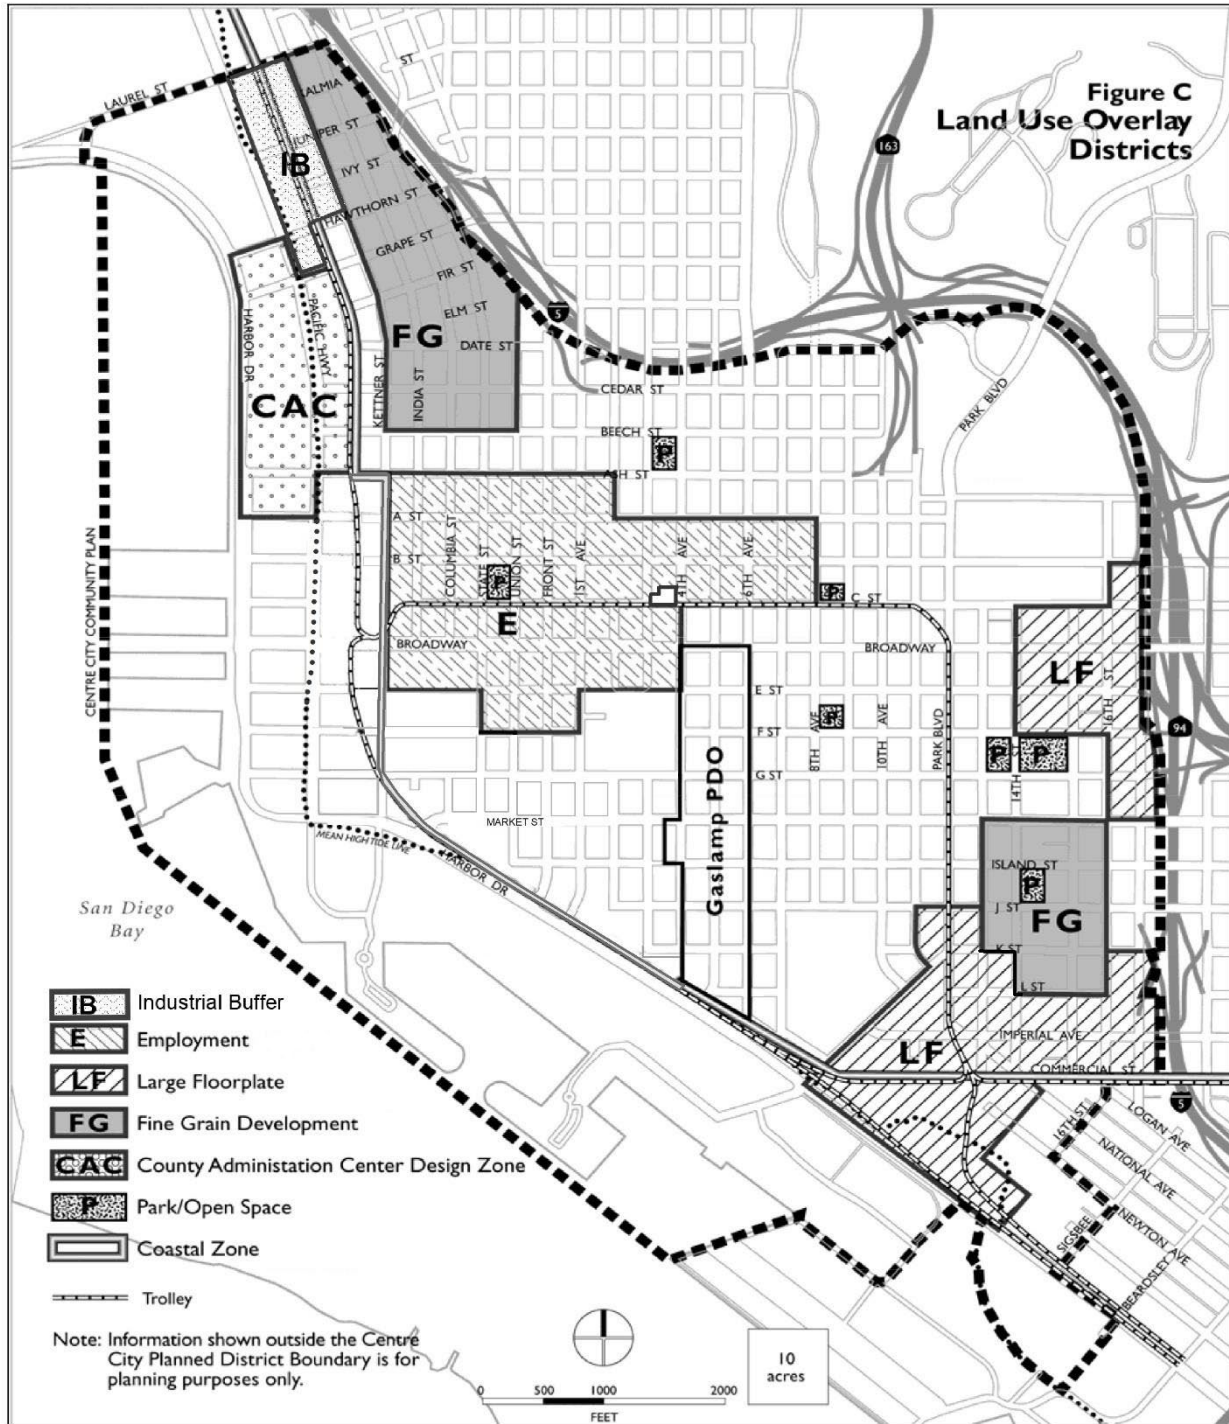 Figure C
Land Use Overlay
Districts
LAUREL ST
ST
KALMIA
JUNIPER ST
IB
IVY ST
HAWTHORN ST
GRAPE ST
FIR ST
ELM ST
DATE ST
FG
163
5
HARBOR DR
PACIFIC HWY
CAC
KETTNER ST
INDIA ST
CEDAR ST
BEECH ST
P
ASH ST
PARK BLVD
CENTRE CITY COMMUNITY PLAN
A ST
B ST
COLUMBIA ST
STATE ST
P
UNION ST
FRONT ST
1ST AVE
4TH AVE
6TH AVE
P
C ST
E
BROADWAY
BROADWAY
LF
16TH ST
94
E ST
F ST
G ST
8TH AVE
P
10TH AVE
PARK BLVD
P
14TH ST
P
Gaslamp PDO
MARKET ST
MEAN HIGH TIDE LINE
HARBOR DR
ISLAND ST
P
J ST
FG
K ST
L ST
San Diego
Bay
LF
IMPERIAL AVE
COMMERCIAL ST
5
16TH ST
LOGAN AVE
NATIONAL AVE
NEWTON AVE
SIGSBEE
BEARDSLEY
IB Industrial Buffer
E Employment
LF Large Floorplate
FG Fine Grain Development
CAC County Administation Center Design Zone
P Park/Open Space
Coastal Zone
Trolley
Note: Information shown outside the Centre
City Planned District Boundary is for
planning purposes only.
0 500 1000 2000
FEET
10
acres